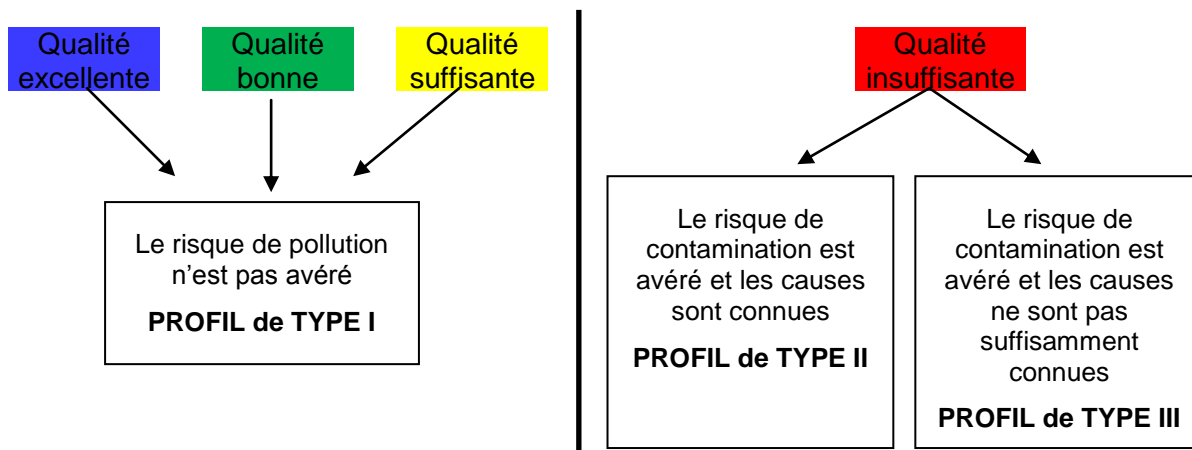 Qualité
excellente
Qualité
bonne
Qualité
suffisante
Le risque de pollution
n’est pas avéré
PROFIL de TYPE I
Qualité
insuffisante
Le risque de
contamination est
avéré et les causes
sont connues
PROFIL de TYPE II
Le risque de
contamination est
avéré et les causes
ne sont pas
suffisamment
connues
PROFIL de TYPE III